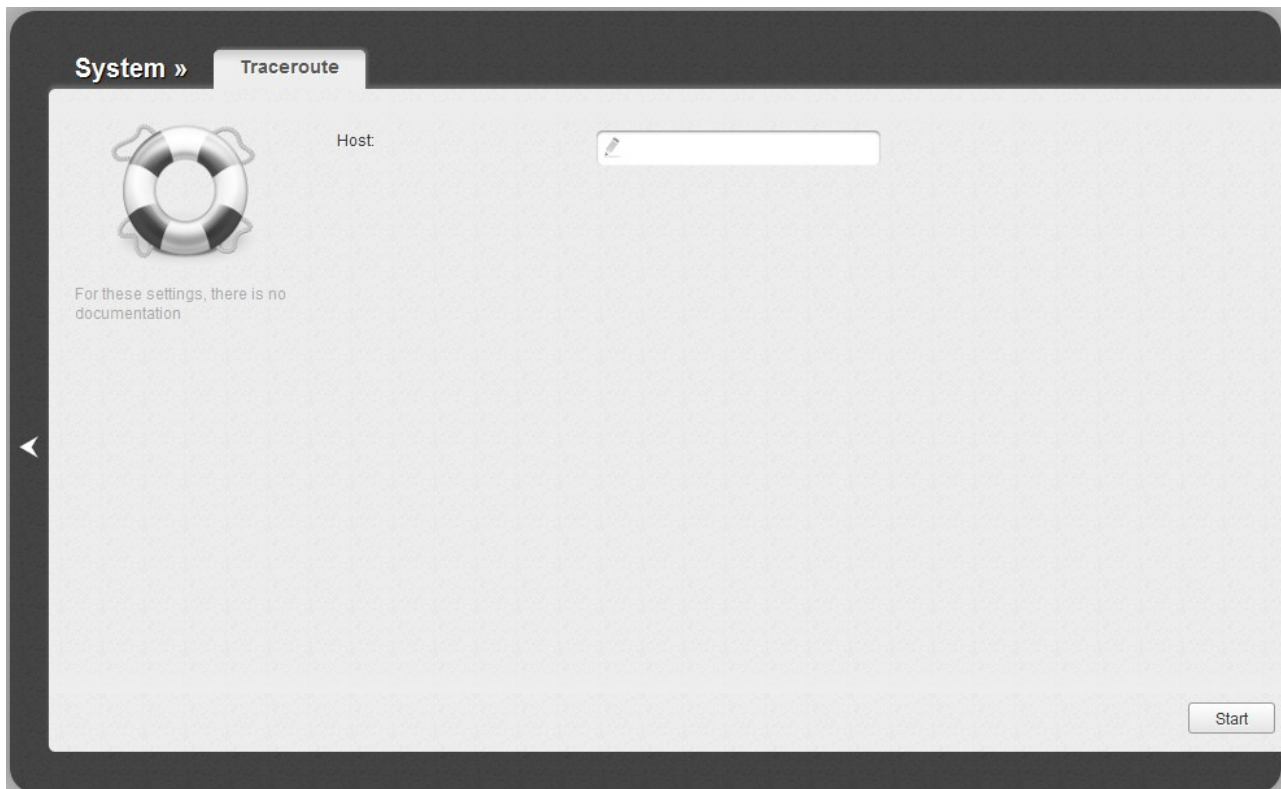 System »
Traceroute
Host:
For these settings, there is no
documentation
Start